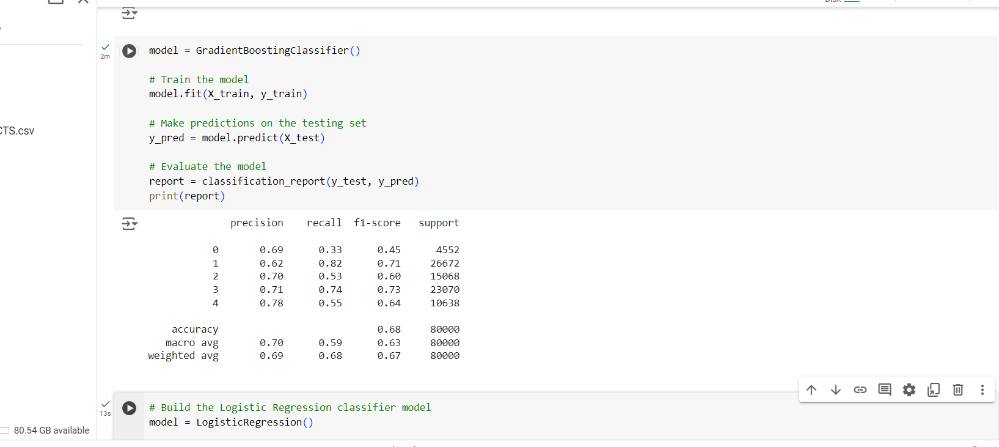 Disk
2m
model = GradientBoostingClassifier()
# Train the model
model.fit(X_train, y_train)
# Make predictions on the testing set
y_pred = model.predict(X_test)
# Evaluate the model
report = classification_report(y_test, y_pred)
print(report)
CTS.csv
precision recall f1-score support
0 0.69 0.33 0.45 4552
1 0.62 0.82 0.71 26672
2 0.70 0.53 0.60 15068
3 0.71 0.74 0.73 23070
4 0.78 0.55 0.64 10638
accuracy 0.68 80000
macro avg 0.70 0.59 0.63 80000
weighted avg 0.69 0.68 0.67 80000
13s
# Build the Logistic Regression classifier model
model = LogisticRegression()
80.54 GB available